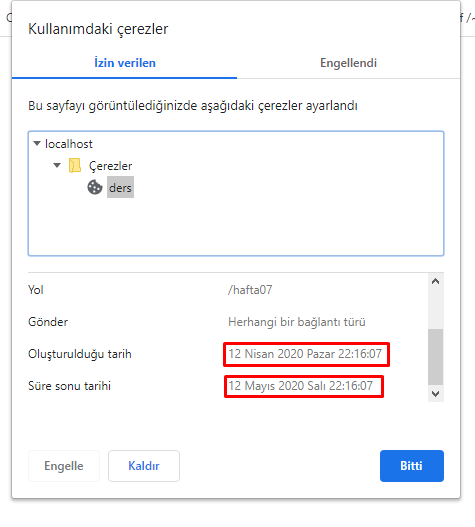 Kullanımdaki çerezler
İzin verilen
Engellendi
Bu sayfayı görüntülediğinizde aşağıdaki çerezler ayarlandı
localhost
Çerezler
ders
Yol /hafta07
Gönder Herhangi bir bağlantı türü
Oluşturulduğu tarih 12 Nisan 2020 Pazar 22:16:07
Süre sonu tarihi 12 Mayıs 2020 Salı 22:16:07
Engelle
Kaldır
Bitti